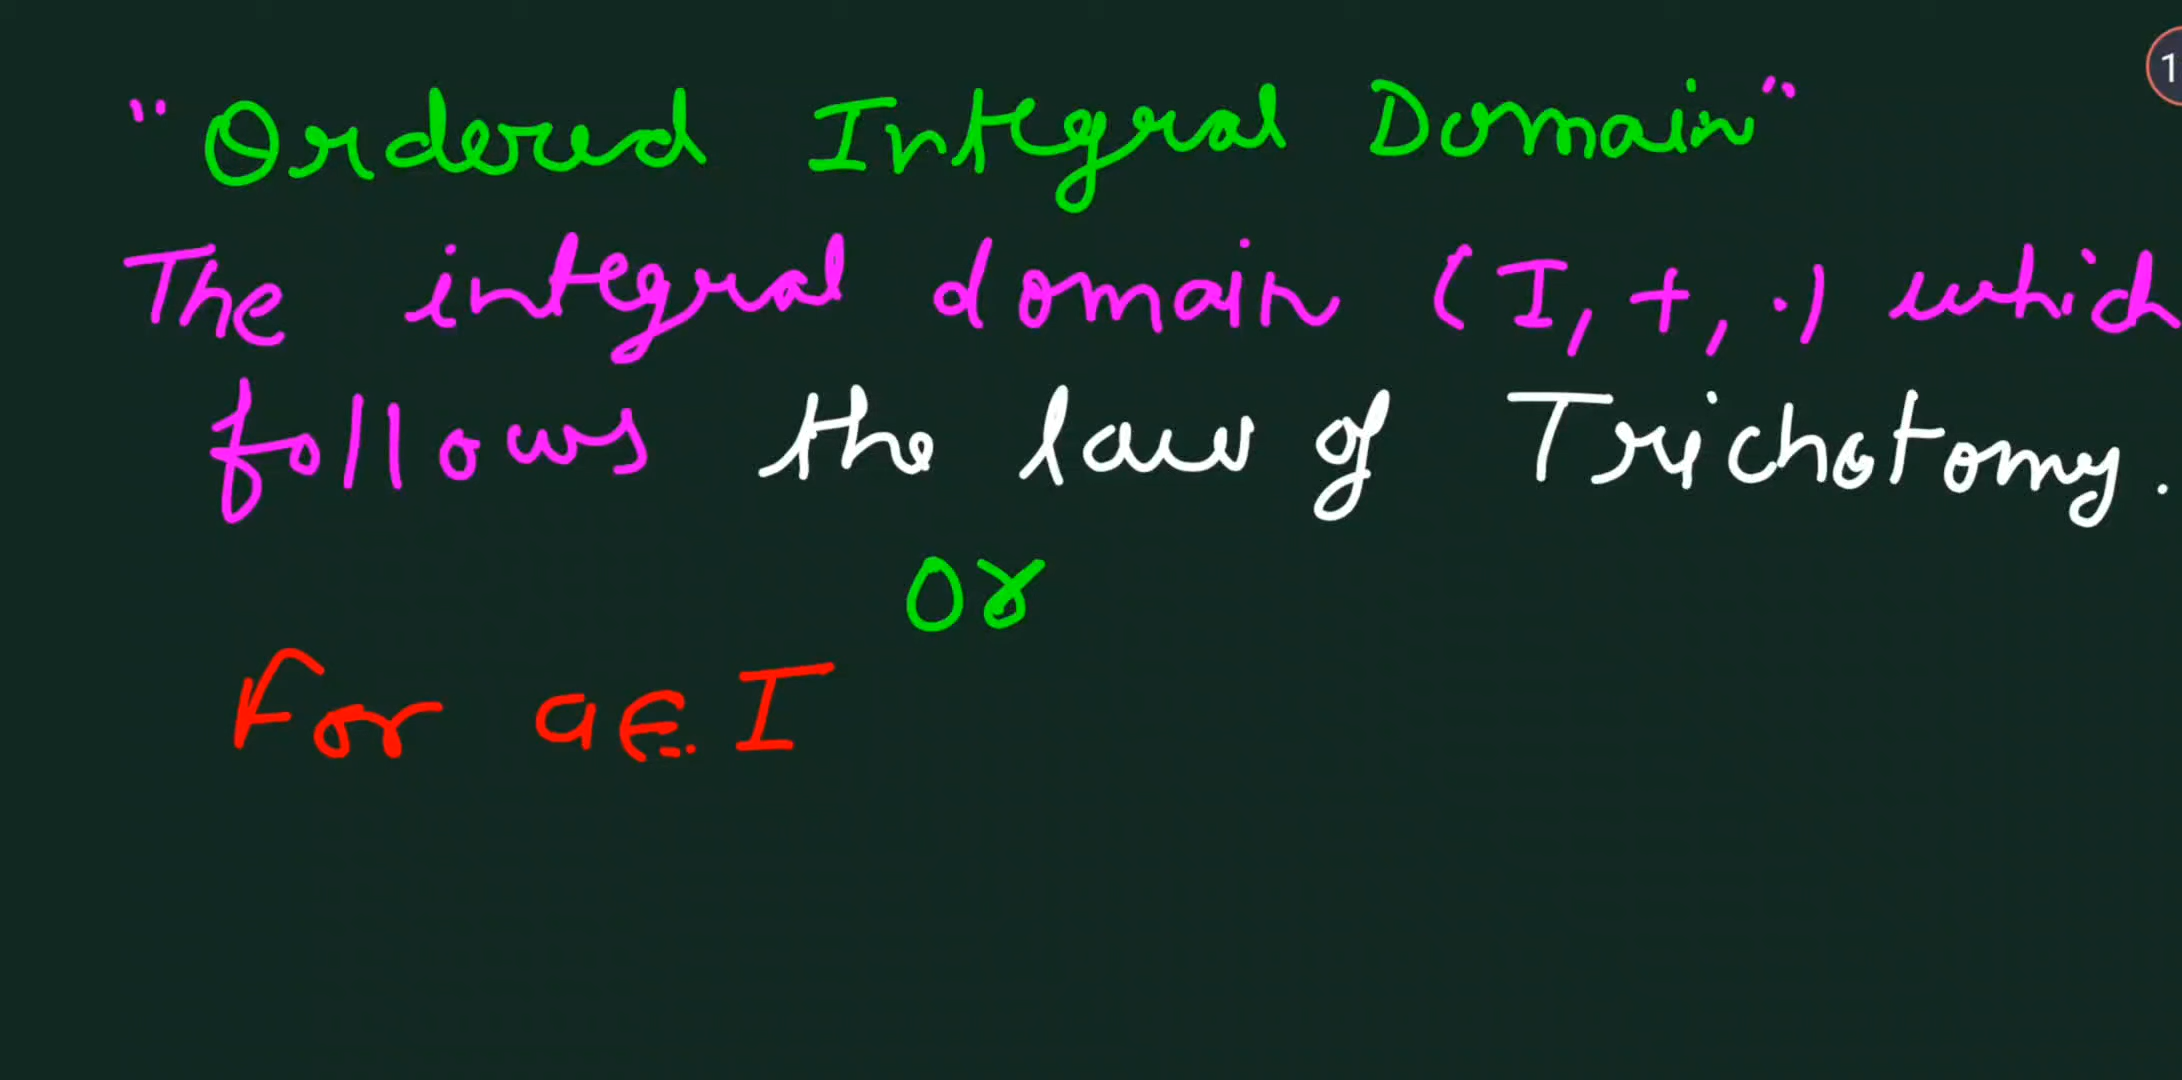 "Ordered Integral Domain"
The integral domain (I, +, .) which
follows the law of Trichotomy.
Or
For a ∈ I